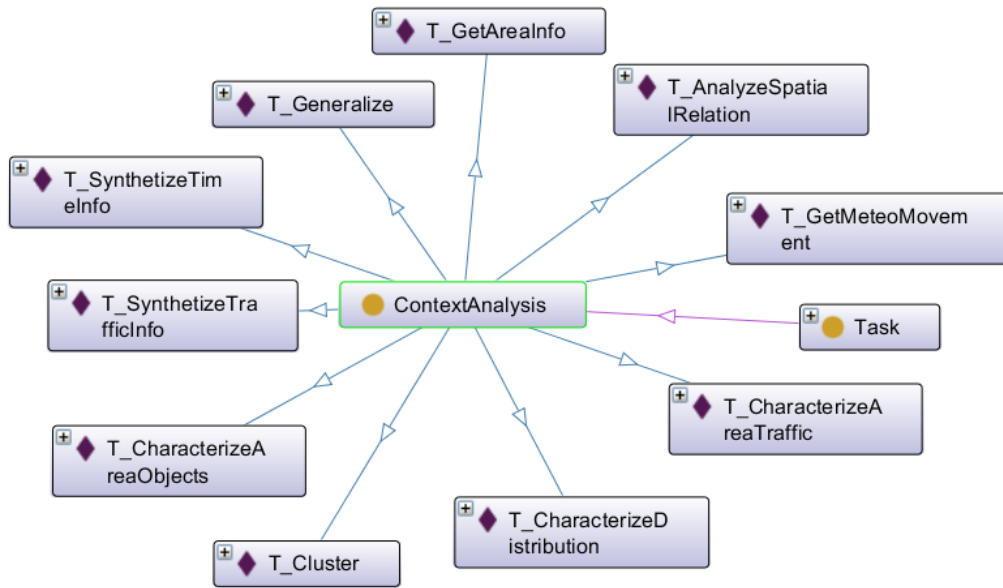 T_GetAreaInfo
T_AnalyzeSpatia
lRelation
T_Generalize
T_SynthetizeTim
eInfo
T_GetMeteoMovem
ent
T_SynthetizeTra
fficInfo
ContextAnalysis
Task
T_CharacterizeA
reaTraffic
T_CharacterizeA
reaObjects
T_CharacterizeD
istribution
T_Cluster